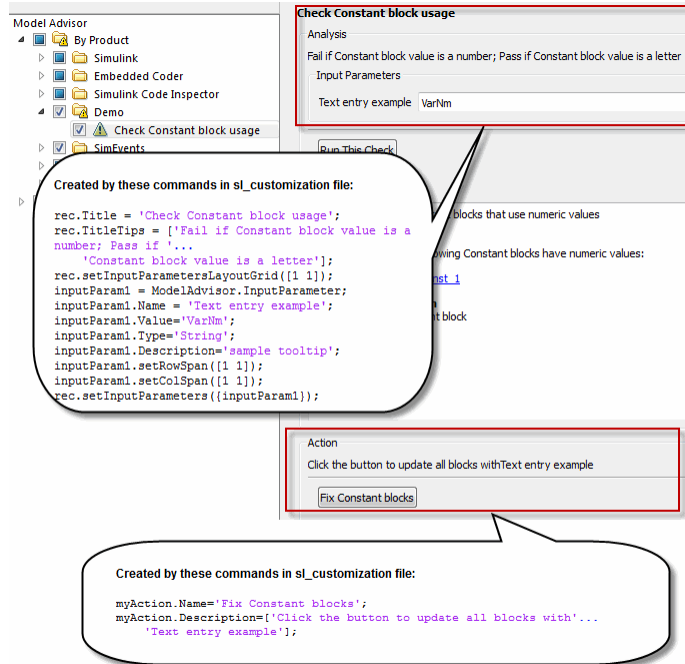 Check Constant block usage
Model Advisor
Analysis
By Product
Fail if Constant block value is a number; Pass if Constant block value is a letter
Simulink
Input Parameters
Embedded Coder
Simulink Code Inspector
Text entry example VarNm
Demo
Check Constant block usage
SimEvents
Run This Check
Created by these commands in sl_customization file:
rec.Title = 'Check Constant block usage';
rec.TitleTips = ['Fail if Constant block value is a
number; Pass if '...
'Constant block value is a letter'];
rec.setInputParametersLayoutGrid([1 1]);
inputParam1 = ModelAdvisor.InputParameter;
inputParam1.Name = 'Text entry example';
inputParam1.Value='VarNm';
inputParam1.Type='String';
inputParam1.Description='sample tooltip';
inputParam1.setRowSpan([1 1]);
inputParam1.setColSpan([1 1]);
rec.setInputParameters({inputParam1});
blocks that use numeric values
owing Constant blocks have numeric values:
nst_1
nt block
Action
Click the button to update all blocks withText entry example
Fix Constant blocks
Created by these commands in sl_customization file:
myAction.Name='Fix Constant blocks';
myAction.Description=['Click the button to update all blocks with'...
'Text entry example'];